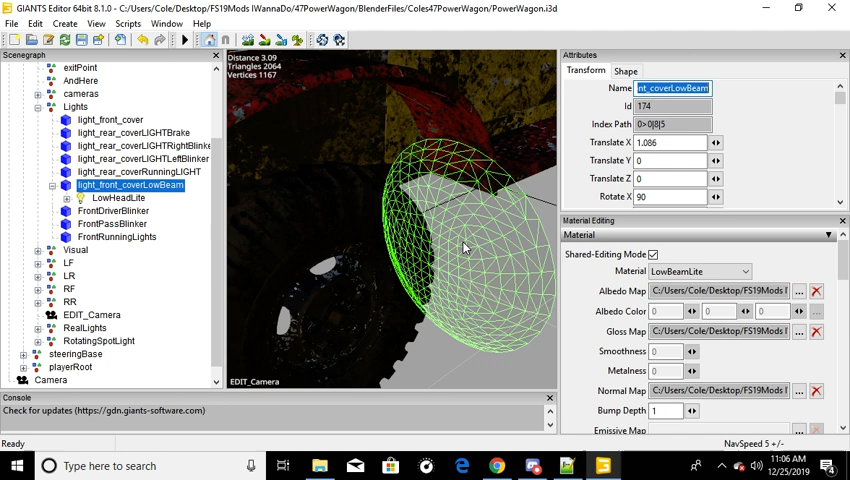 GIANTS Editor 64bit 8.1.0 - C:/Users/Cole/Desktop/FS19Mods IWannaDo/47PowerWagon/BlenderFiles/Coles47PowerWagon/PowerWagon.i3d
File Edit Create View Scripts Window Help
Scenegraph
exitPoint
AndHere
cameras
Lights
light_front_cover
light_rear_coverLIGHTBrake
light_rear_coverLIGHTRightBlinke
light_rear_coverLIGHTLeftBlinker
light_rear_coverRunningLIGHT
light_front_coverLowBeam
LowHeadLite
FrontDriverBlinker
FrontPassBlinker
FrontRunningLights
Visual
LF
LR
RF
RR
EDIT_Camera
RealLights
RotatingSpotLight
steeringBase
playerRoot
Camera
Distance 3.09
Triangles 2064
Vertices 1167
EDIT_Camera
Attributes
Transform Shape
Name nt_coverLowBeam
Id 174
Index Path 0>0|8|5
Translate X 1.086
Translate Y 0
Translate Z 0
Rotate X 90
Material Editing
Material
Shared-Editing Mode
Material LowBeamLite
Albedo Map C:/Users/Cole/Desktop/FS19Mods I ...
Albedo Color 0 0 0 ...
Gloss Map C:/Users/Cole/Desktop/FS19Mods I ...
Smoothness 0
Metalness 0
Normal Map C:/Users/Cole/Desktop/FS19Mods I ...
Bump Depth 1
Emissive Map
Console
Check for updates (https://gdn.giants-software.com)
Ready
NavSpeed 5 +/-
Type here to search
11:06 AM
12/25/2019
4